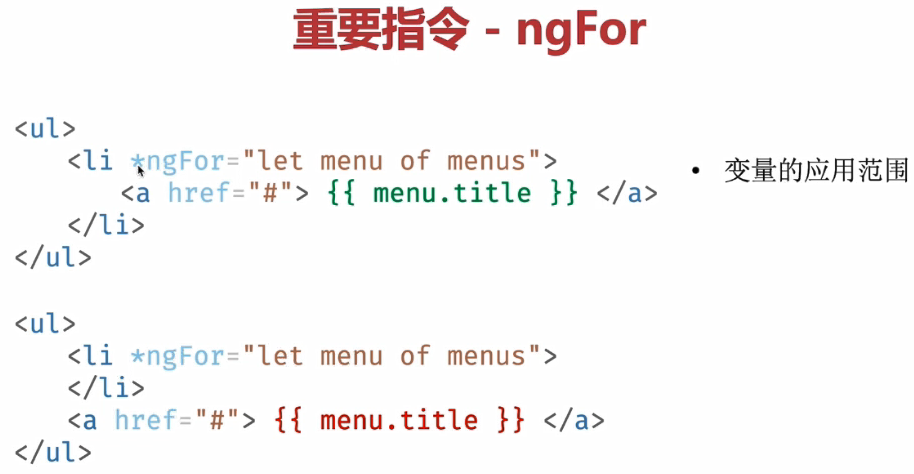 重要指令 - ngFor
<ul>
<li *ngFor="let menu of menus">
<a href="#"> {{ menu.title }} </a>
</li>
</ul>
• 变量的应用范围
<ul>
<li *ngFor="let menu of menus">
</li>
<a href="#"> {{ menu.title }} </a>
</ul>